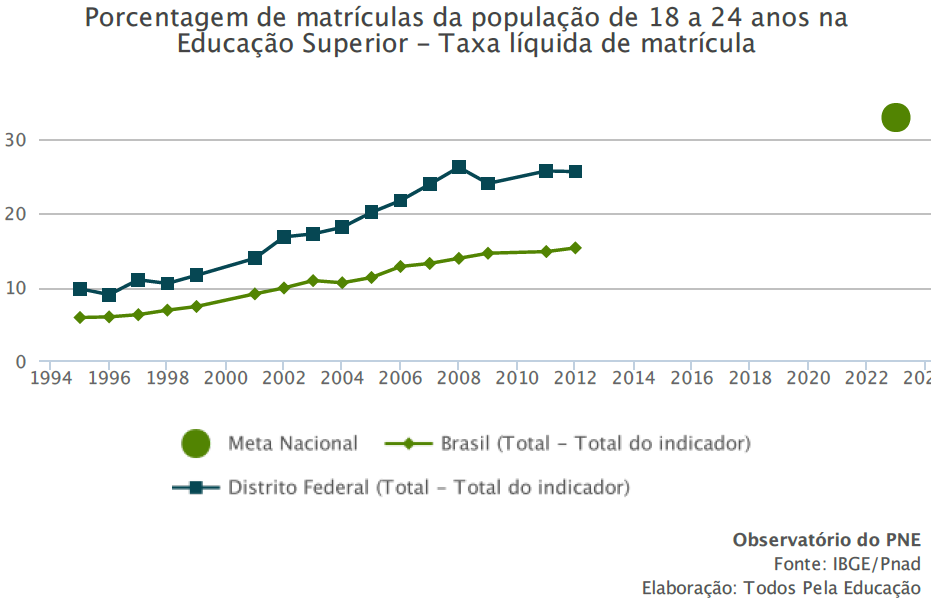 Porcentagem de matrículas da população de 18 a 24 anos na
Educação Superior – Taxa líquida de matrícula
30
20
10
0
1994 1996 1998 2000 2002 2004 2006 2008 2010 2012 2014 2016 2018 2020 2022 202
Meta Nacional Brasil (Total – Total do indicador)
Distrito Federal (Total – Total do indicador)
Observatório do PNE
Fonte: IBGE/Pnad
Elaboração: Todos Pela Educação